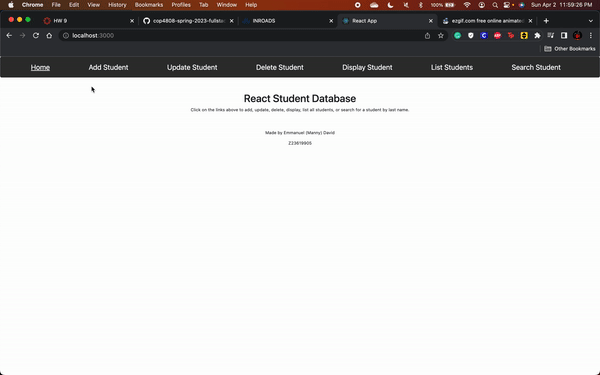 Chrome File Edit View History Bookmarks Profiles Tab Window Help 100% Sun Apr 2 11:59:26 PM
HW 9 cop4808-spring-2023-fullsta INROADS React App ezgif.com free online animate
localhost:3000
Other Bookmarks
Home Add Student Update Student Delete Student Display Student List Students Search Student
React Student Database
Click on the links above to add, update, delete, display, list all students, or search for a student by last name.
Made by Emmanuel (Manny) David
Z23619905